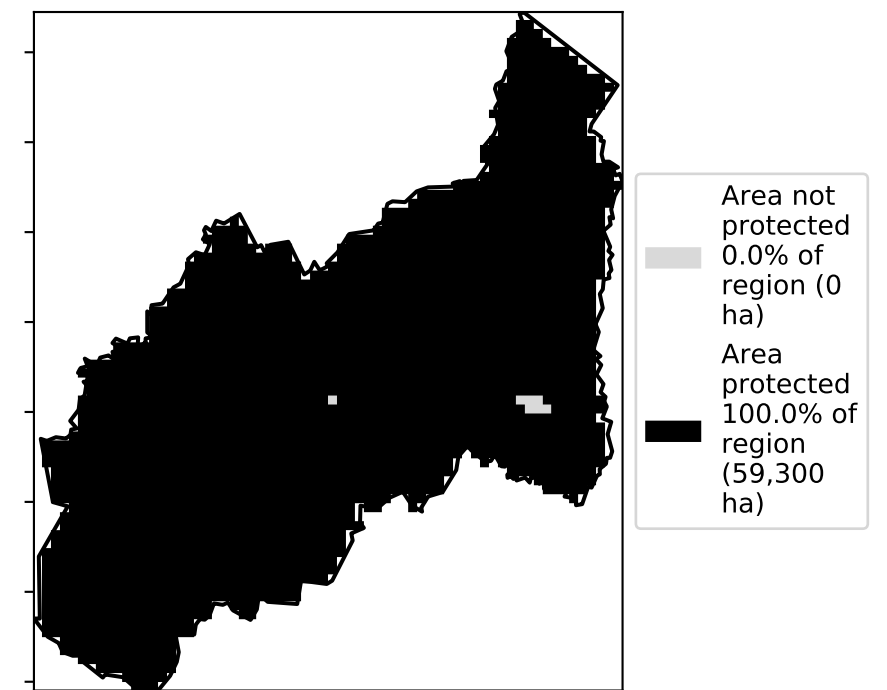 Area not
protected
0.0% of
region (0
ha)
Area
protected
100.0% of
region
(59,300
ha)